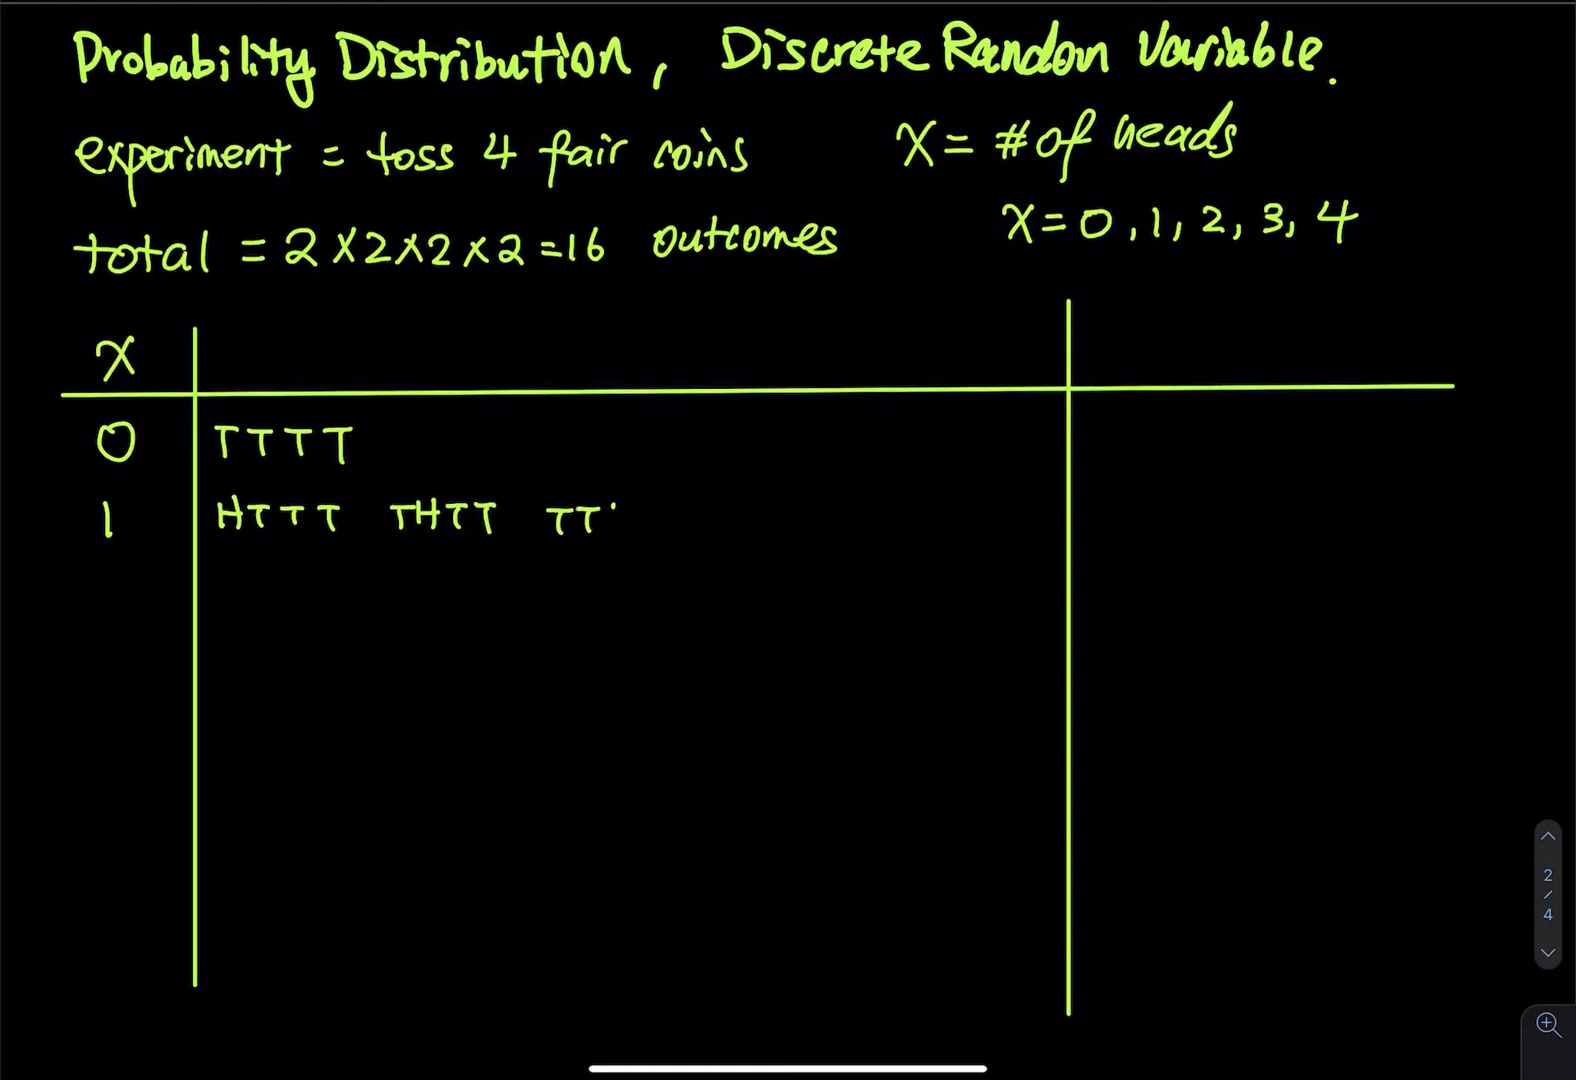 Probability Distribution, Discrete Random Variable.
experiment = toss 4 fair coins
X = # of heads
total = 2 x 2 x 2 x 2 = 16 outcomes
X = 0, 1, 2, 3, 4
X
0 TTTT
1 HTTT THTT TT
2
/
4